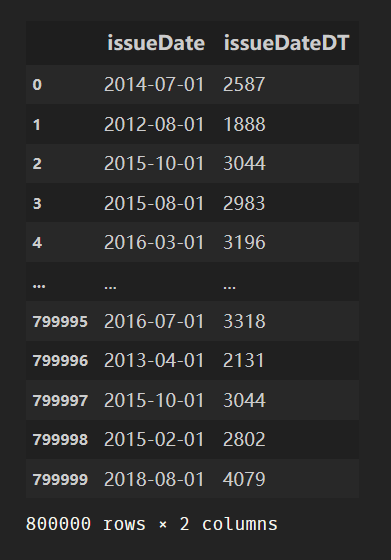 issueDate issueDateDT
0 2014-07-01 2587
1 2012-08-01 1888
2 2015-10-01 3044
3 2015-08-01 2983
4 2016-03-01 3196
... ... ...
799995 2016-07-01 3318
799996 2013-04-01 2131
799997 2015-10-01 3044
799998 2015-02-01 2802
799999 2018-08-01 4079
800000 rows × 2 columns